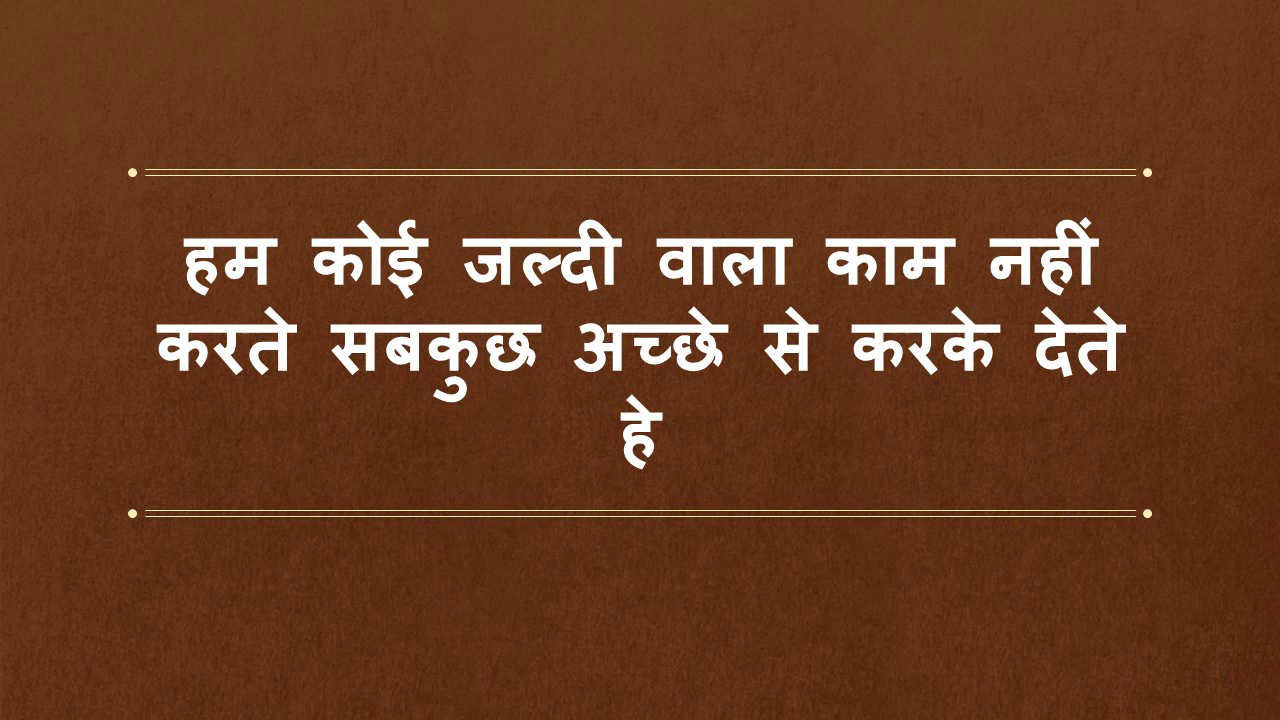 हम कोई जल्दी वाला काम नहीं
करते सबकुछ अच्छे से करके देते
हे